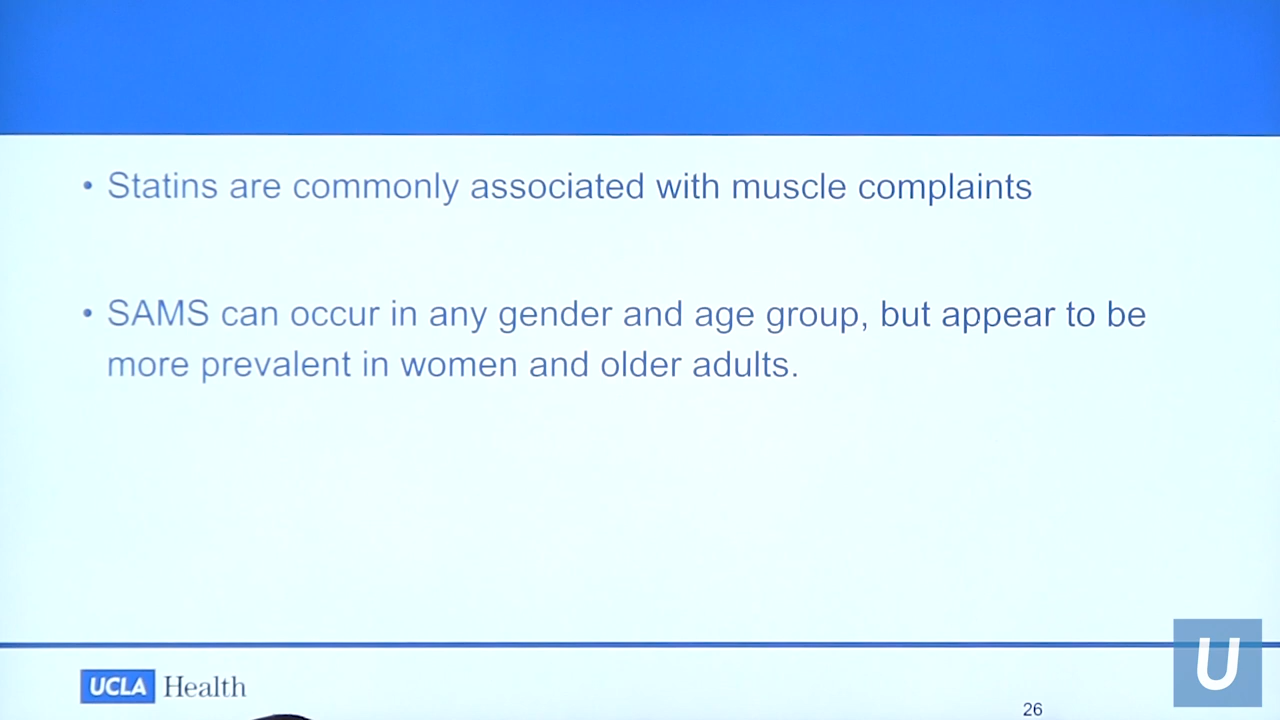 • Statins are commonly associated with muscle complaints
• SAMS can occur in any gender and age group, but appear to be
more prevalent in women and older adults.
UCLA Health
26
U